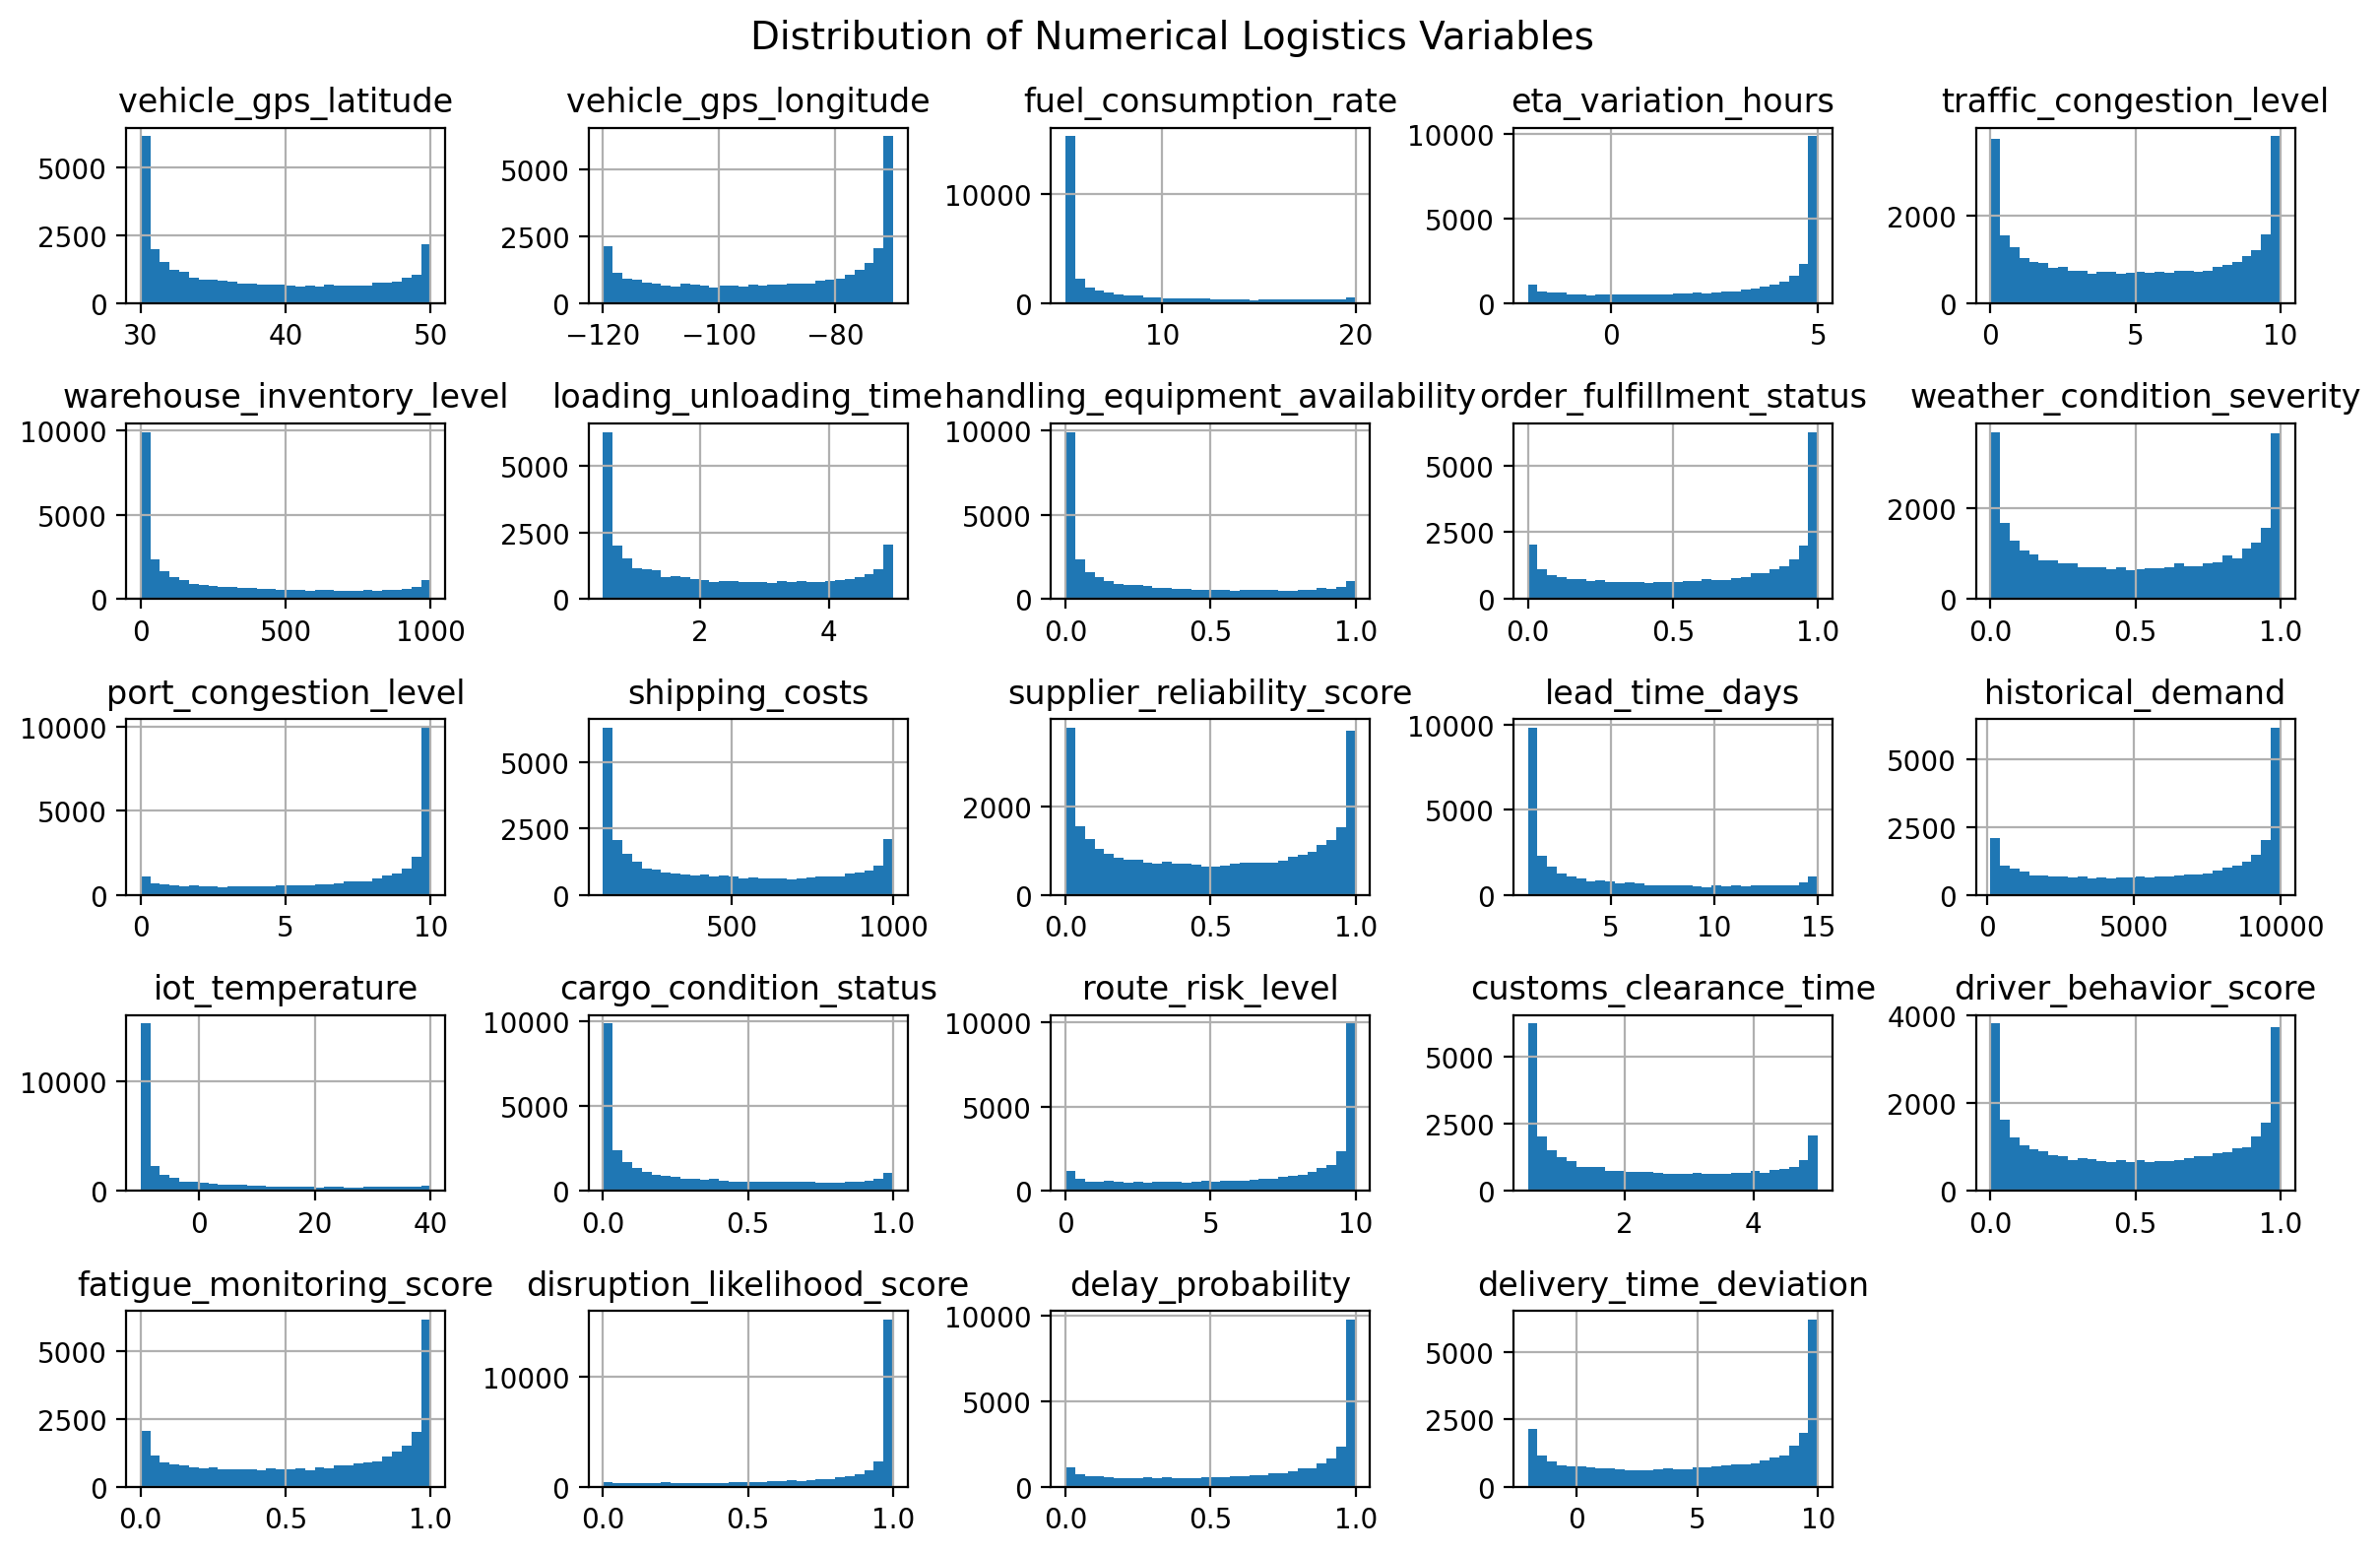 Distribution of Numerical Logistics Variables
vehicle_gps_latitude vehicle_gps_longitude fuel_consumption_rate eta_variation_hours traffic_congestion_level
5000 2500 0 5000 2500 0 10000 0 10000 5000 0 2000 0
30 40 50 −120 −100 −80 10 20 0 5 0 5 10
warehouse_inventory_level loading_unloading_time handling_equipment_availability order_fulfillment_status weather_condition_severity
10000 5000 0 5000 2500 0 10000 5000 0 5000 2500 0 2000 0
0 500 1000 2 4 0.0 0.5 1.0 0.0 0.5 1.0 0.0 0.5 1.0
port_congestion_level shipping_costs supplier_reliability_score lead_time_days historical_demand
10000 5000 0 5000 2500 0 2000 0 10000 5000 0 5000 2500 0
0 5 10 500 1000 0.0 0.5 1.0 5 10 15 0 5000 10000
iot_temperature cargo_condition_status route_risk_level customs_clearance_time driver_behavior_score
10000 0 10000 5000 0 10000 5000 0 5000 2500 0 4000 2000 0
0 20 40 0.0 0.5 1.0 0 5 10 2 4 0.0 0.5 1.0
fatigue_monitoring_score disruption_likelihood_score delay_probability delivery_time_deviation
5000 2500 0 10000 0 10000 5000 0 5000 2500 0
0.0 0.5 1.0 0.0 0.5 1.0 0.0 0.5 1.0 0 5 10